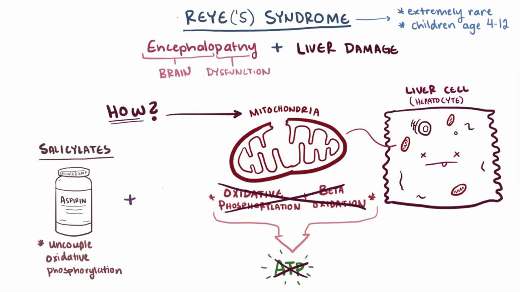 REYE('S) SYNDROME
* extremely rare
* children age 4-12
Encephalopathy + LIVER DAMAGE
BRAIN DYSFUNCTION
HOW?
MITOCHONDRIA
LIVER CELL
(HEPATOCYTE)
SALICYLATES
ASPIRIN
+
* OXIDATIVE PHOSPHORYLATION + BETA OXIDATION *
* uncouple
oxidative
phosphorylation
ATP